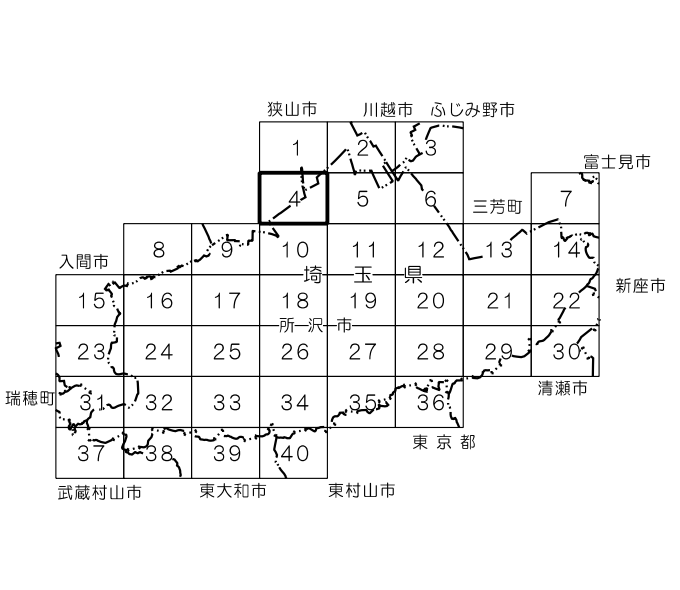 狭山市 川越市 ふじみ野市
1 2 3
富士見市
4 5 6 三芳町 7
8 9 10 11 12 13 14
入間市
埼玉県
新座市
15 16 17 18 19 20 21 22
所沢市
23 24 25 26 27 28 29 30
清瀬市
瑞穂町 31 32 33 34 35 36
東京都
37 38 39 40
武蔵村山市 東大和市 東村山市